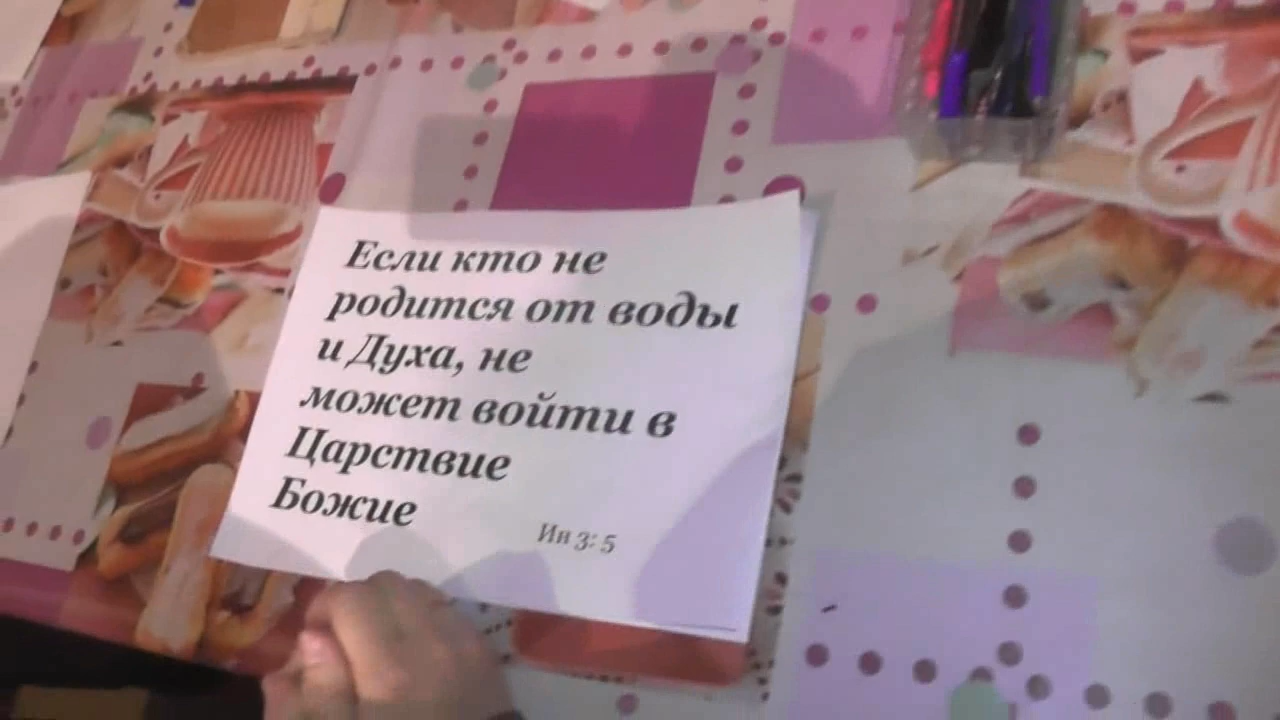 Если кто не
родится от воды
и Духа, не
может войти в
Царствие
Божие
Ин 3: 5